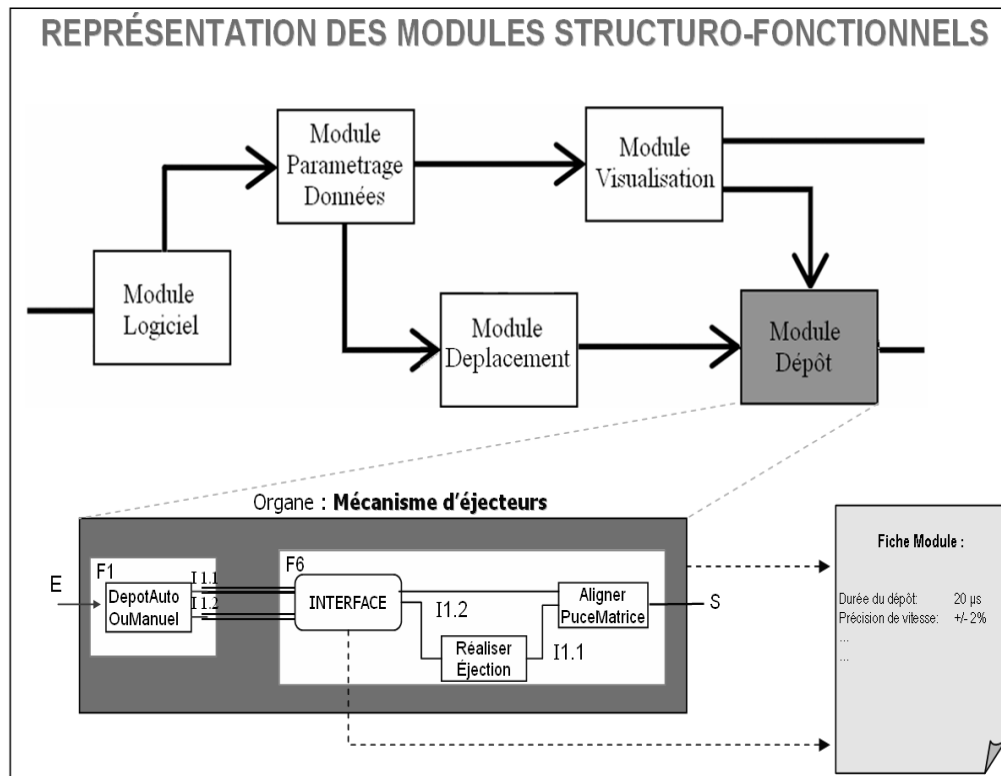 REPRÉSENTATION DES MODULES STRUCTURO-FONCTIONNELS
Module
Parametrage
Données
Module
Visualisation
Module
Logiciel
Module
Deplacement
Module
Dépôt
Organe : Mécanisme d'éjecteurs
E
F1
DepotAuto
OuManuel
I 1.1
I 1.2
F6
INTERFACE
I1.2
Réaliser
Éjection
I1.1
Aligner
PuceMatrice
S
Fiche Module :
Durée du dépôt: 20 µs
Précision de vitesse: +/- 2%
...
...